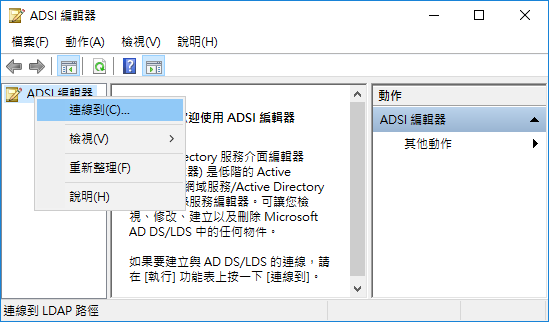 ADSI 編輯器
檔案(F) 動作(A) 檢視(V) 說明(H)
ADSI 編輯器
連線到(C)...
檢視(V)
重新整理(F)
說明(H)
迎使用 ADSI 編輯器
ectory 服務介面編輯器
器) 是低階的 Active
網域服務/Active Directory
服務編輯器。可讓您檢
視、修改、建立以及刪除 Microsoft
AD DS/LDS 中的任何物件。
如果要建立與 AD DS/LDS 的連線，請
在 [執行] 功能表上按一下 [連線到]。
動作
ADSI 編輯器
其他動作
連線到 LDAP 路徑